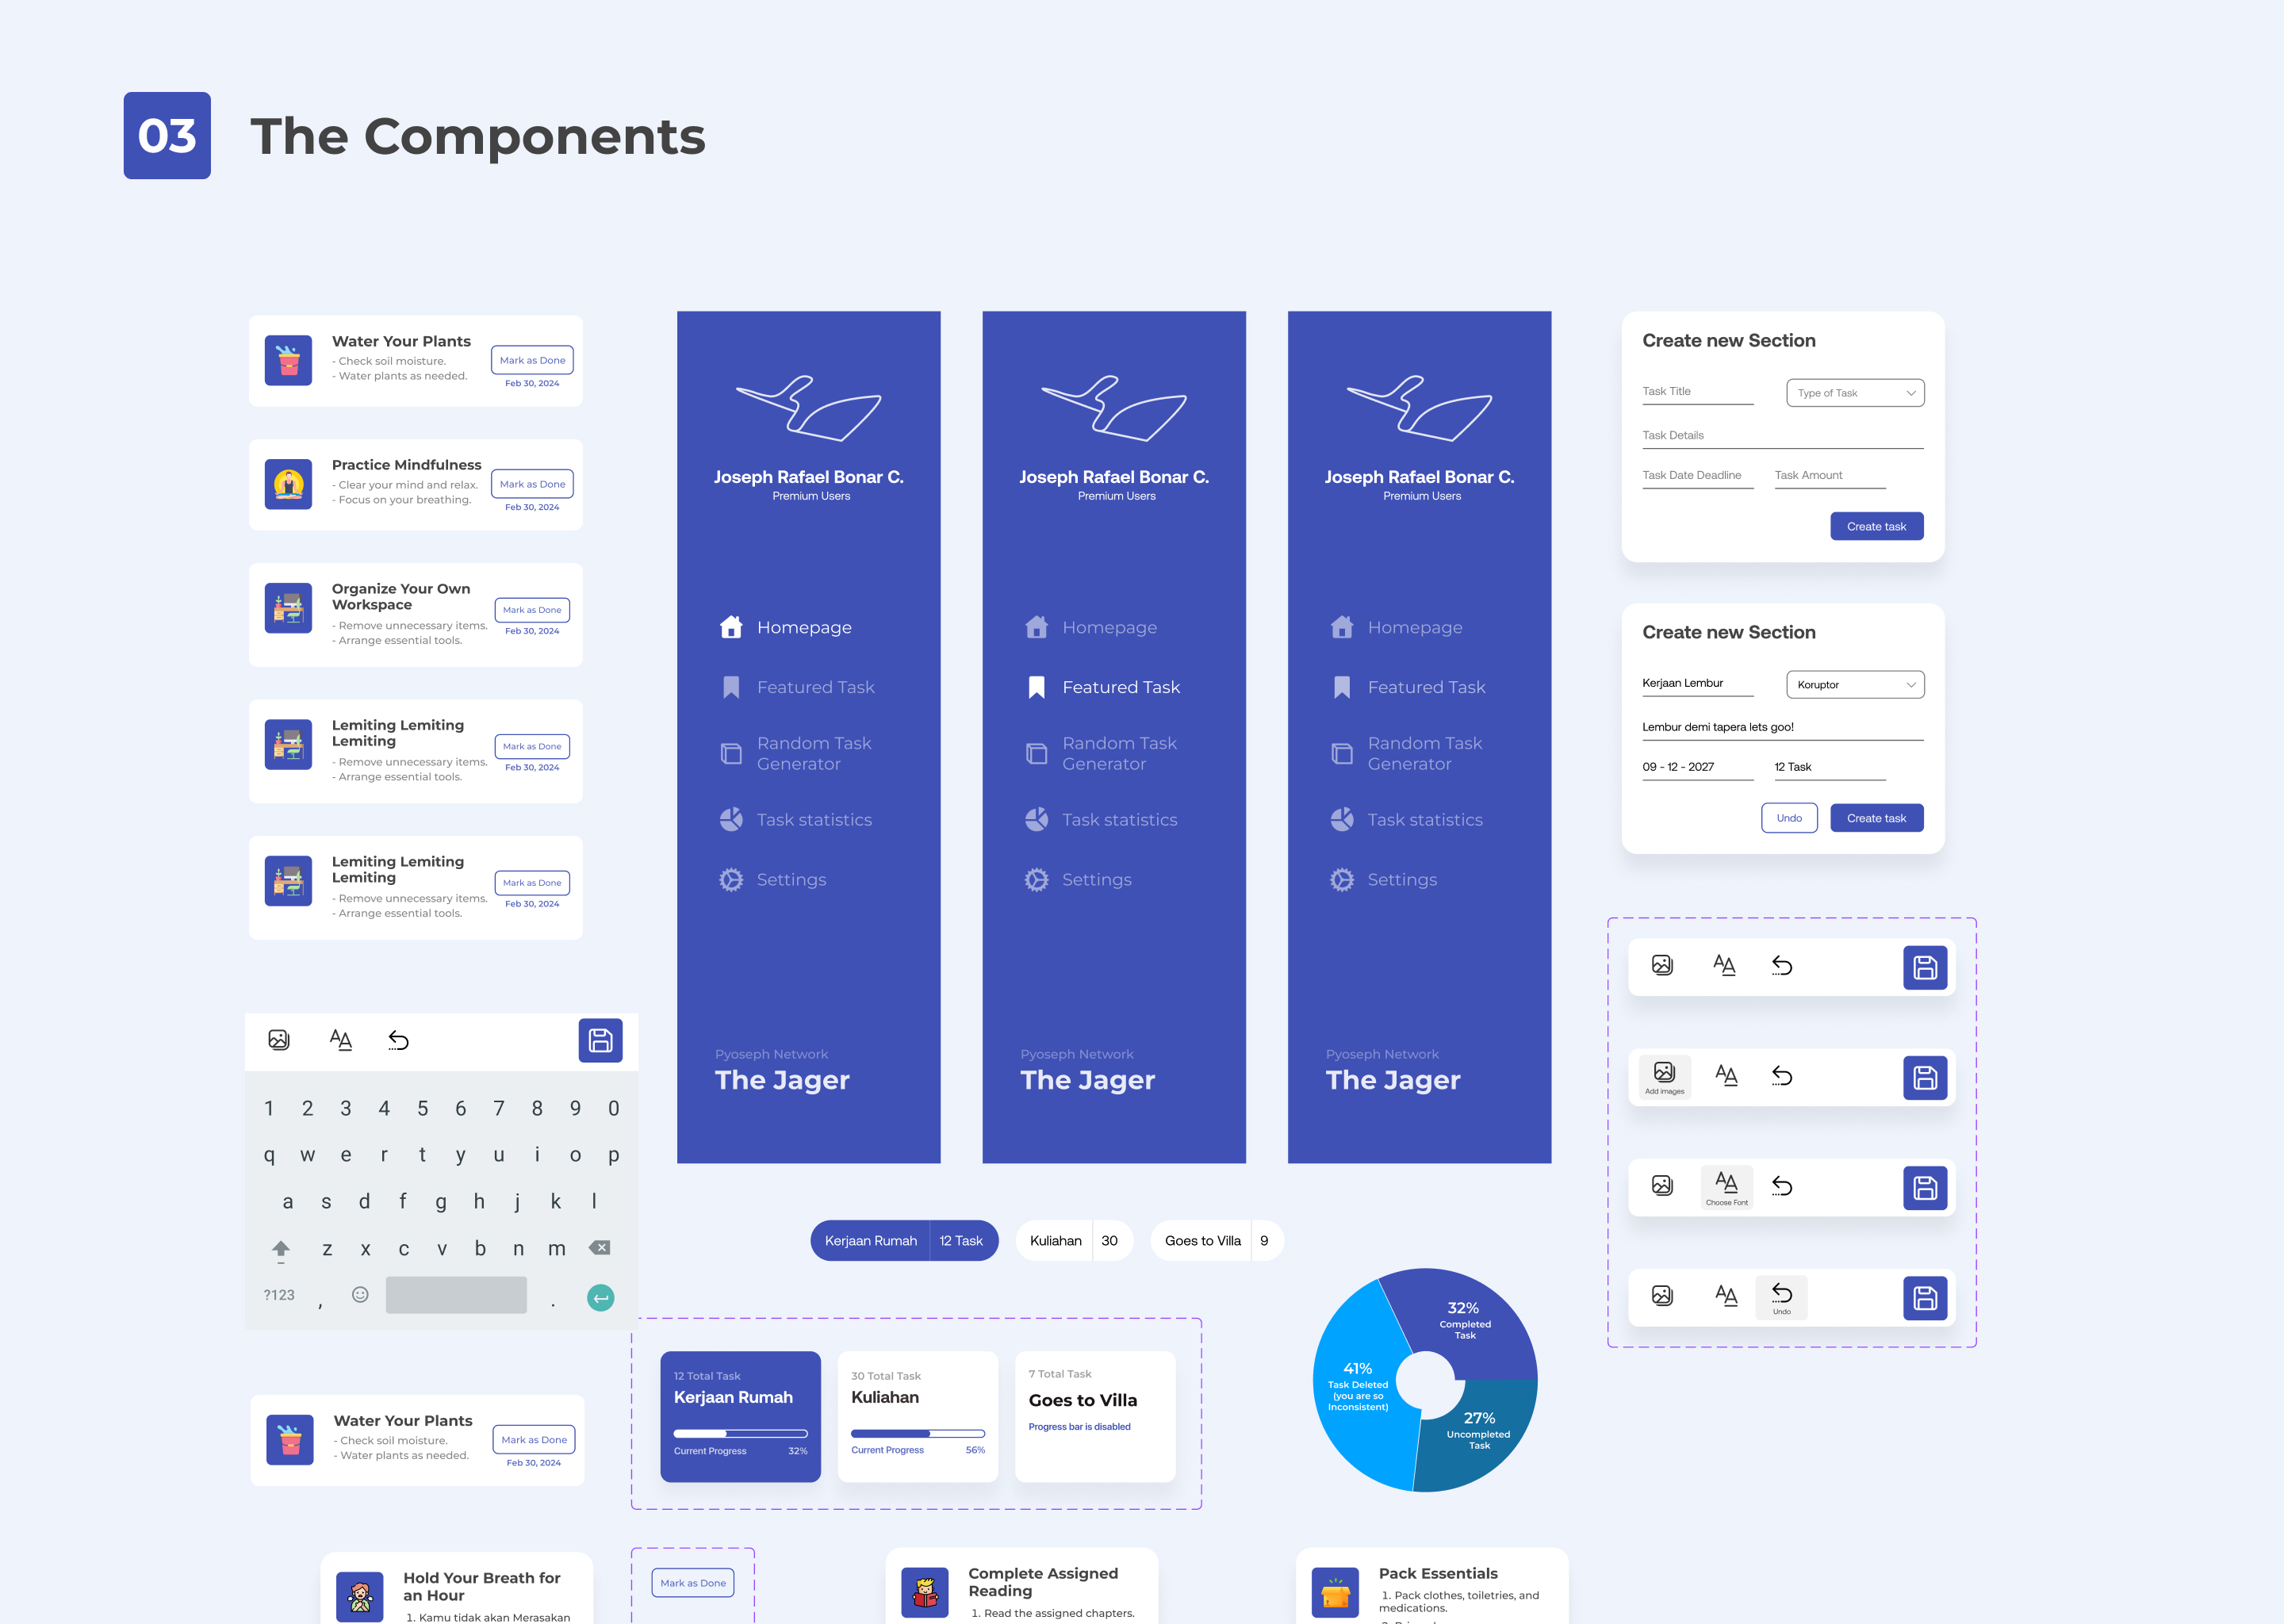 03
The Components
Water Your Plants
- Check soil moisture.
- Water plants as needed.
Mark as Done
Feb 30, 2024
Practice Mindfulness
- Clear your mind and relax.
- Focus on your breathing.
Mark as Done
Feb 30, 2024
Organize Your Own
Workspace
- Remove unnecessary items.
- Arrange essential tools.
Mark as Done
Feb 30, 2024
Lemiting Lemiting
Lemiting
- Remove unnecessary items.
- Arrange essential tools.
Mark as Done
Feb 30, 2024
Lemiting Lemiting
Lemiting
- Remove unnecessary items.
- Arrange essential tools.
Mark as Done
Feb 30, 2024
1 2 3 4 5 6 7 8 9 0
q w e r t y u i o p
a s d f g h j k l
z x c v b n m
?123 , .
Water Your Plants
- Check soil moisture.
- Water plants as needed.
Mark as Done
Feb 30, 2024
Joseph Rafael Bonar C.
Premium Users
Homepage
Featured Task
Random Task
Generator
Task statistics
Settings
Pyoseph Network
The Jager
Joseph Rafael Bonar C.
Premium Users
Homepage
Featured Task
Random Task
Generator
Task statistics
Settings
Pyoseph Network
The Jager
Joseph Rafael Bonar C.
Premium Users
Homepage
Featured Task
Random Task
Generator
Task statistics
Settings
Pyoseph Network
The Jager
Create new Section
Task Title
Type of Task
Task Details
Task Date Deadline Task Amount
Create task
Create new Section
Kerjaan Lembur
Koruptor
Lembur demi tapera lets goo!
09 - 12 - 2027 12 Task
Undo Create task
AA
AA
Add images
AA
Choose Font
AA
Undo
Kerjaan Rumah 12 Task
Kuliahan 30
Goes to Villa 9
12 Total Task
Kerjaan Rumah
Current Progress 32%
30 Total Task
Kuliahan
Current Progress 56%
7 Total Task
Goes to Villa
Progress bar is disabled
32%
Completed
Task
41%
Task Deleted
(you are so
Inconsistent)
27%
Uncompleted
Task
Hold Your Breath for
an Hour
1. Kamu tidak akan Merasakan
Mark as Done
Complete Assigned
Reading
1. Read the assigned chapters.
Pack Essentials
1. Pack clothes, toiletries, and
medications.